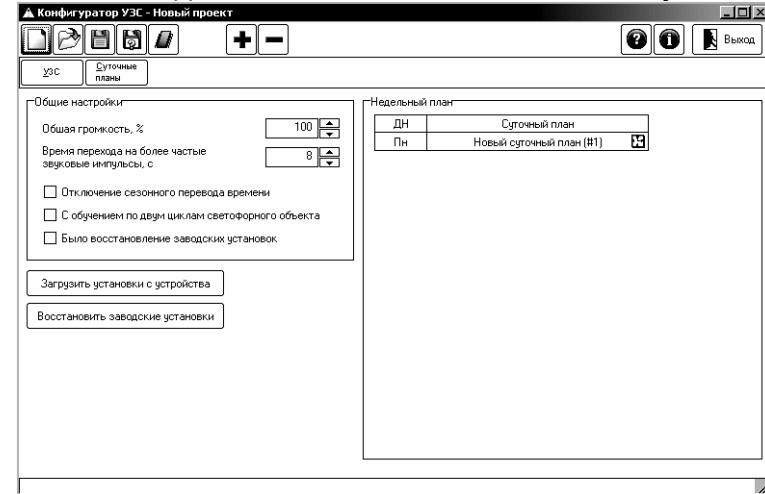 Конфигуратор УЗС - Новый проект
Выход
УЗС
Суточные
планы
Общие настройки
Общая громкость, %
100
Время перехода на более частые
звуковые импульсы, с
8
Отключение сезонного перевода времени
С обучением по двум циклам светофорного объекта
Было восстановление заводских установок
Загрузить установки с устройства
Восстановить заводские установки
Недельный план
ДН Суточный план
Пн Новый суточный план (#1)